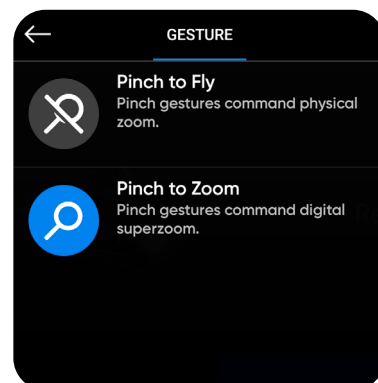 GESTURE
Pinch to Fly
Pinch gestures command physical
zoom.
Pinch to Zoom
Pinch gestures command digital
superzoom.